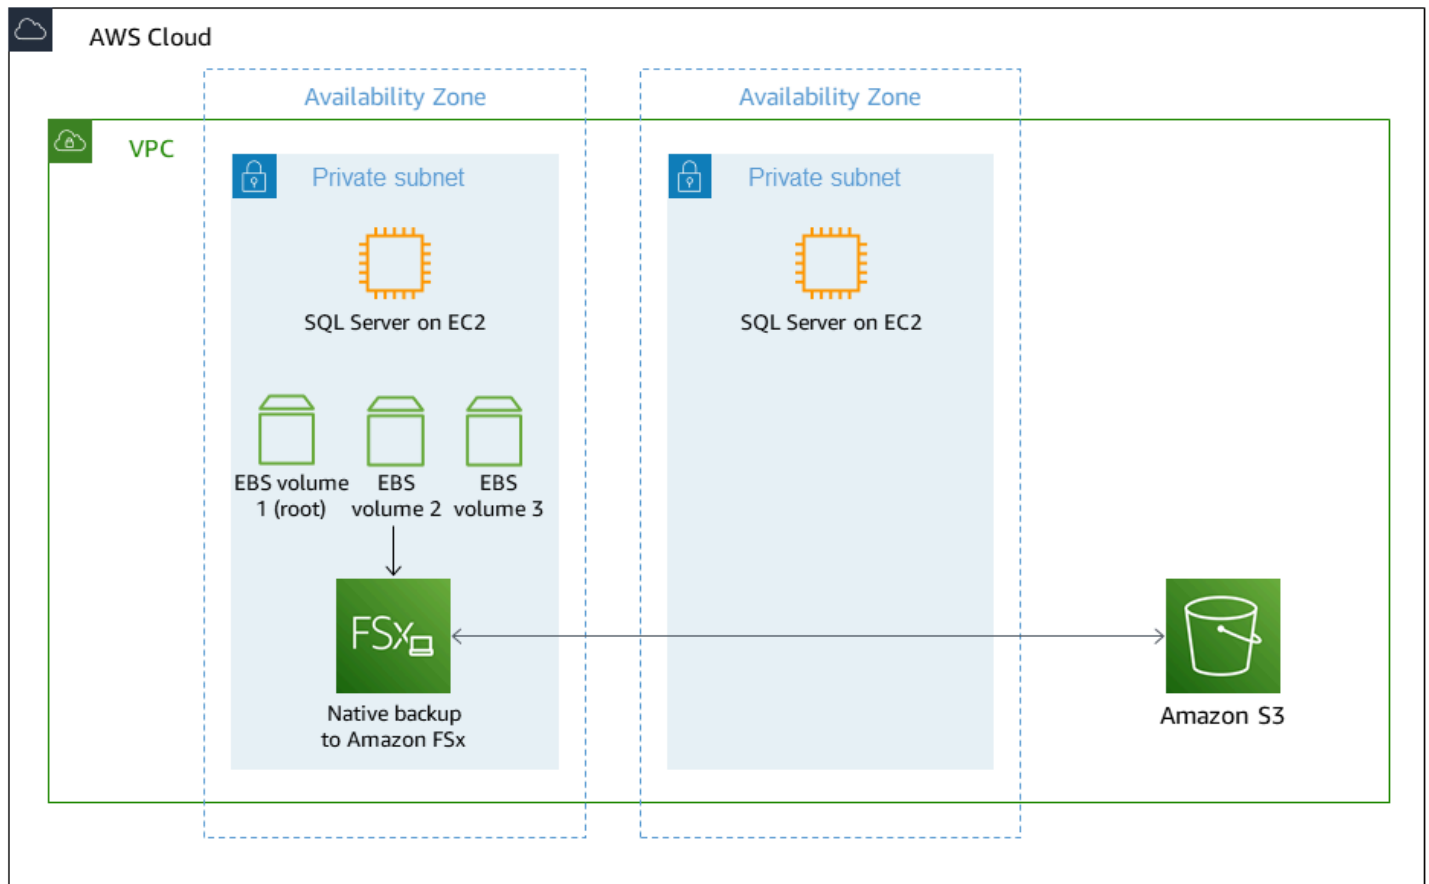 AWS Cloud
Availability Zone
Availability Zone
VPC
Private subnet
Private subnet
SQL Server on EC2
SQL Server on EC2
EBS volume
1 (root)
EBS
volume 2
EBS
volume 3
FSx
Native backup
to Amazon FSx
Amazon S3